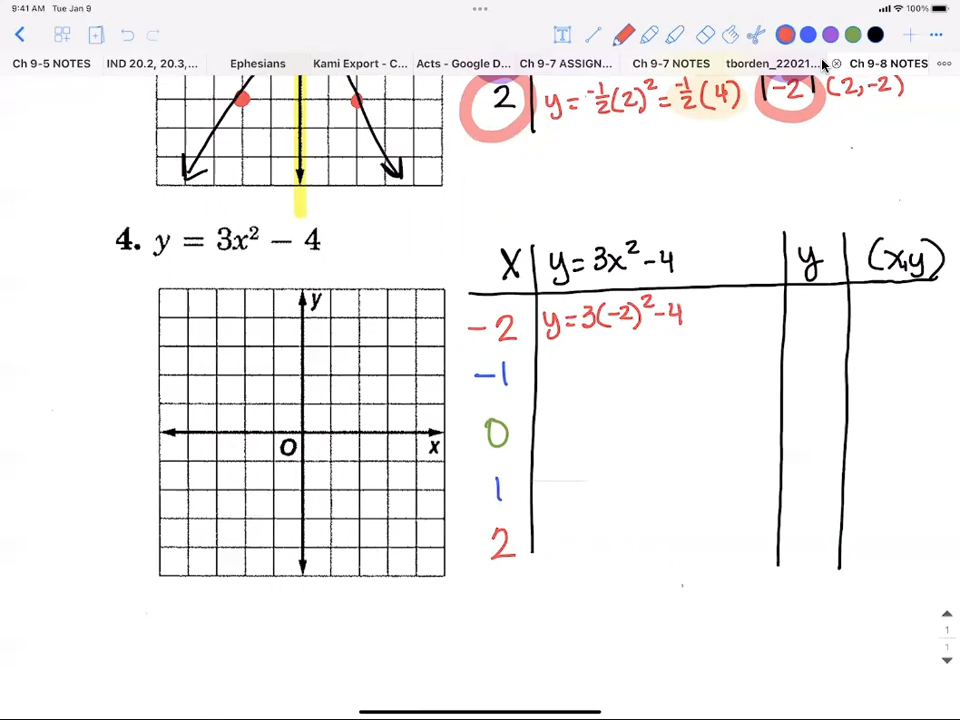 9:41 AM Tue Jan 9
100%
Ch 9-5 NOTES
IND 20.2, 20.3,...
Ephesians
Kami Export - C...
Acts - Google D...
Ch 9-7 ASSIGN...
Ch 9-7 NOTES
tborden_22021...
Ch 9-8 NOTES
2 | y = -1/2(2)² = -1/2(4) | -2 | (2,-2)
4. y = 3x² − 4
X | y = 3x² - 4 | y | (x,y)
-2 | y = 3(-2)² - 4
-1
0
1
2
y
O
x
1
1